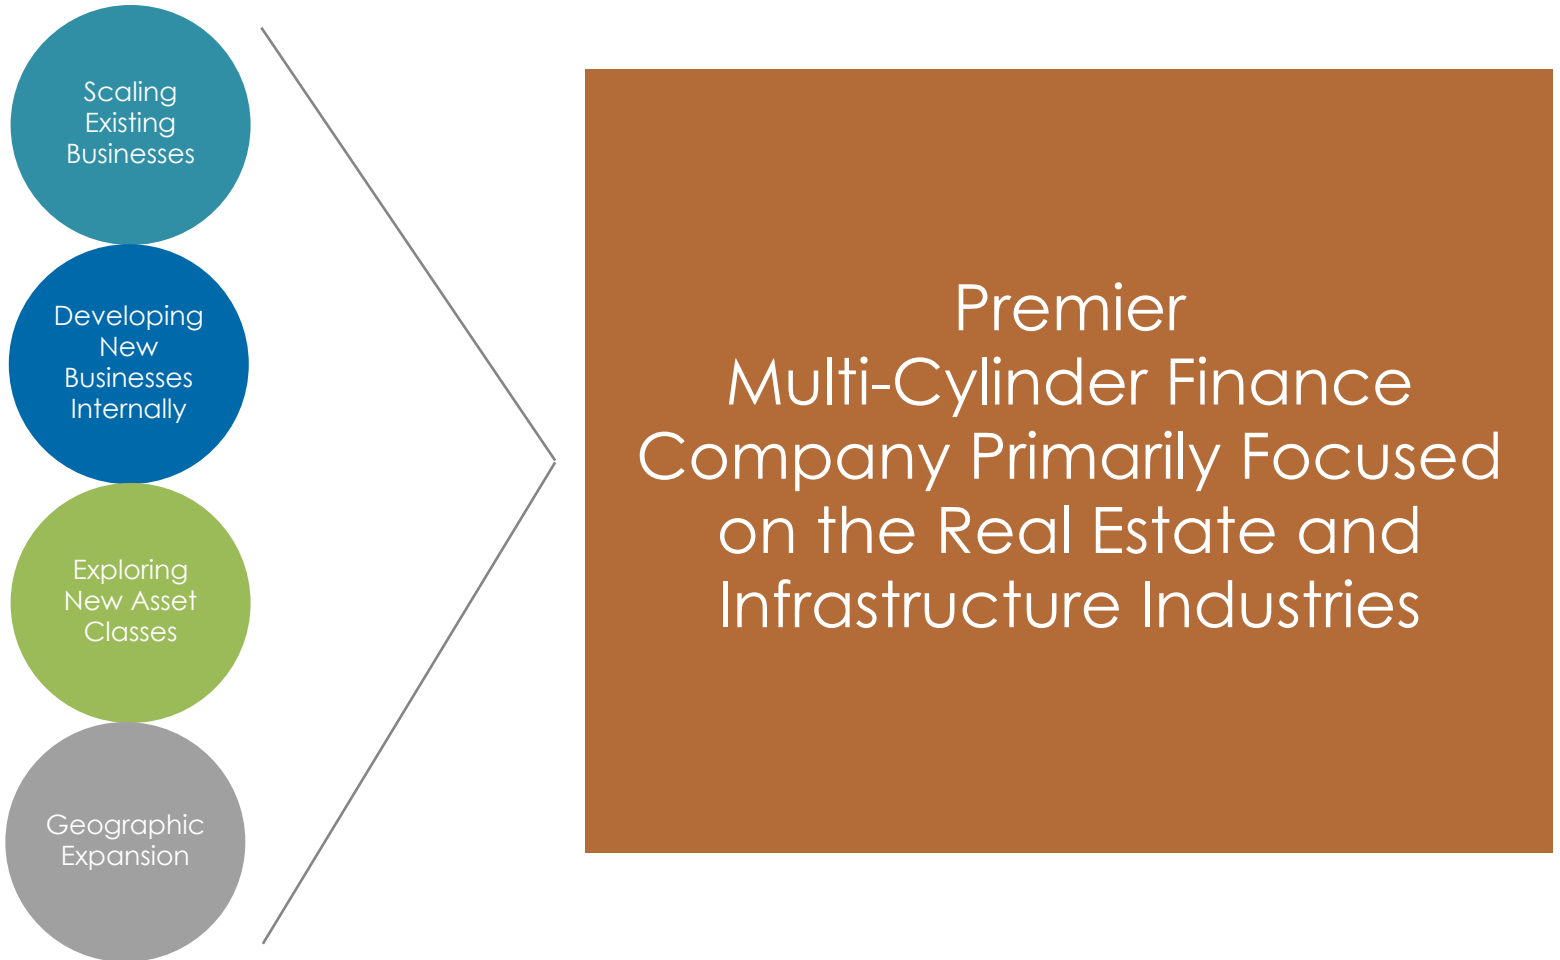 Scaling
Existing
Businesses
Developing
New
Businesses
Internally
Exploring
New Asset
Classes
Geographic
Expansion
Premier
Multi-Cylinder Finance
Company Primarily Focused
on the Real Estate and
Infrastructure Industries